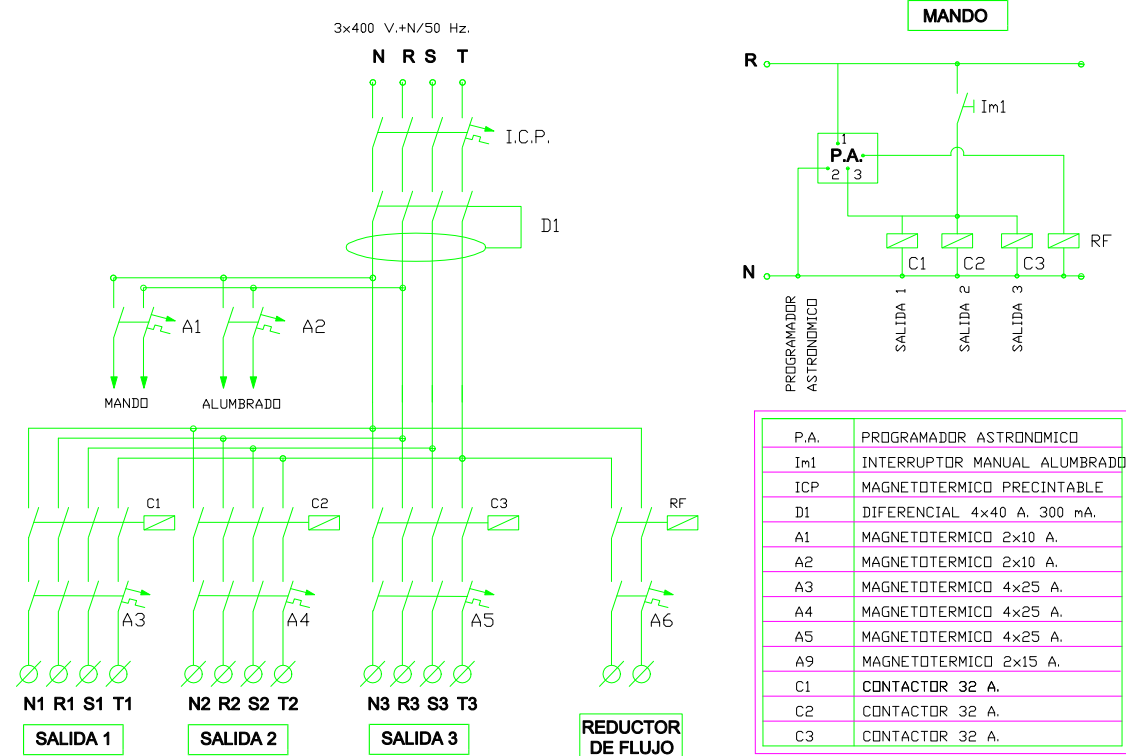 3x400 V.+N/50 Hz.
N R S T
I.C.P.
D1
A1 A2
MANDO ALUMBRADO
C1 C2 C3 RF
A3 A4 A5 A6
N1 R1 S1 T1 N2 R2 S2 T2 N3 R3 S3 T3
SALIDA 1 SALIDA 2 SALIDA 3
REDUCTOR
DE FLUJO
MANDO
R
Im1
1
P.A.
2 3
RF
C1 C2 C3
N
PROGRAMADOR
ASTRONOMICO
SALIDA 1
SALIDA 2
SALIDA 3
P.A. PROGRAMADOR ASTRONOMICO
Im1 INTERRUPTOR MANUAL ALUMBRADO
ICP MAGNETOTERMICO PRECINTABLE
D1 DIFERENCIAL 4x40 A. 300 mA.
A1 MAGNETOTERMICO 2x10 A.
A2 MAGNETOTERMICO 2x10 A.
A3 MAGNETOTERMICO 4x25 A.
A4 MAGNETOTERMICO 4x25 A.
A5 MAGNETOTERMICO 4x25 A.
A9 MAGNETOTERMICO 2x15 A.
C1 CONTACTOR 32 A.
C2 CONTACTOR 32 A.
C3 CONTACTOR 32 A.